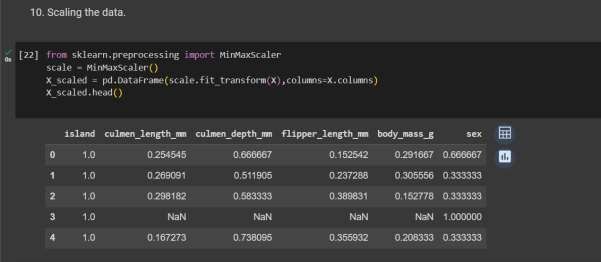 10. Scaling the data.
[22] from sklearn.preprocessing import MinMaxScaler
0s
scale = MinMaxScaler()
X_scaled = pd.DataFrame(scale.fit_transform(X),columns=X.columns)
X_scaled.head()
island culmen_length_mm culmen_depth_mm flipper_length_mm body_mass_g sex
0 1.0 0.254545 0.666667 0.152542 0.291667 0.666667
1 1.0 0.269091 0.511905 0.237288 0.305556 0.333333
2 1.0 0.298182 0.583333 0.389831 0.152778 0.333333
3 1.0 NaN NaN NaN NaN 1.000000
4 1.0 0.167273 0.738095 0.355932 0.208333 0.333333